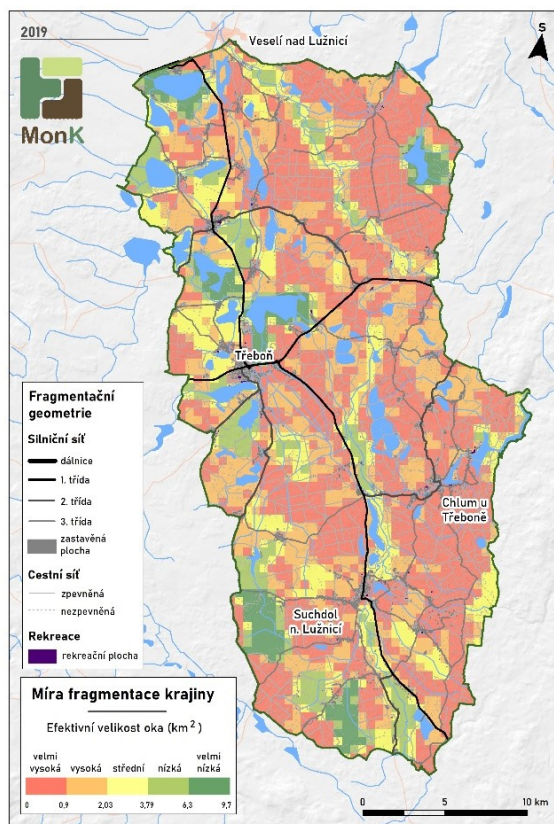 2019
MonK
S
Veselí nad Lužnicí
Třeboň
Chlum u
Třeboně
Suchdol
n. Lužnicí
Fragmentační
geometrie
Silniční síť
dálnice
1. třída
2. třída
3. třída
zastavěná
plocha
Cestní síť
zpevněná
nezpevněná
Rekreace
rekreační plocha
Míra fragmentace krajiny
Efektivní velikost oka (km²)
velmi
vysoká
vysoká
střední
nízká
velmi
nízká
0 0,9 2,03 3,79 6,3 9,7
0 5 10 km